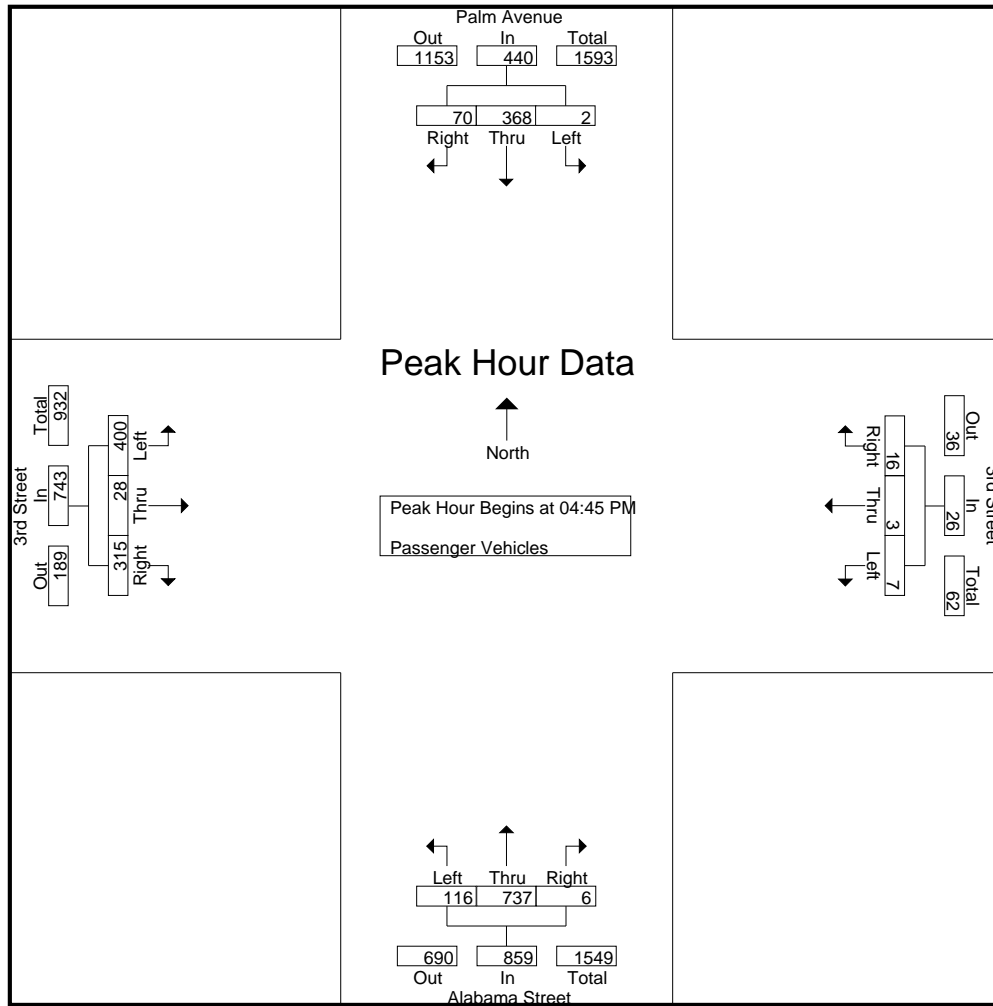 Palm Avenue
Out In Total
1153 440 1593
70 368 2
Right Thru Left
Peak Hour Data
North
Peak Hour Begins at 04:45 PM
Passenger Vehicles
3rd Street
Total In Out
932 743 189
400 28 315
Left Thru Right
3rd Street
Out In Total
36 26 62
16 3 7
Right Thru Left
Left Thru Right
116 737 6
690 859 1549
Out In Total
Alabama Street